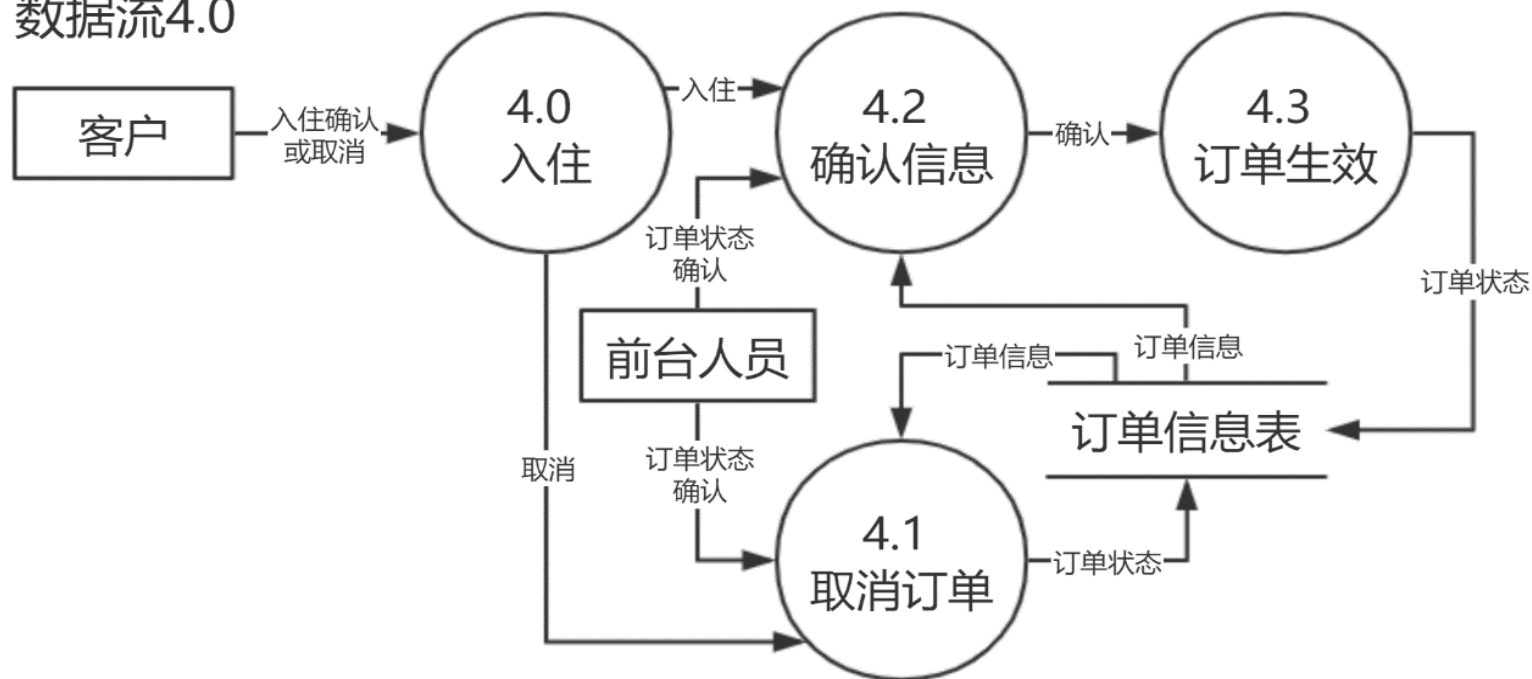 数据流4.0
客户
入住确认
或取消
4.0
入住
入住
4.2
确认信息
确认
4.3
订单生效
订单状态
确认
订单状态
前台人员
订单信息
订单信息
订单信息表
取消
订单状态
确认
4.1
取消订单
订单状态